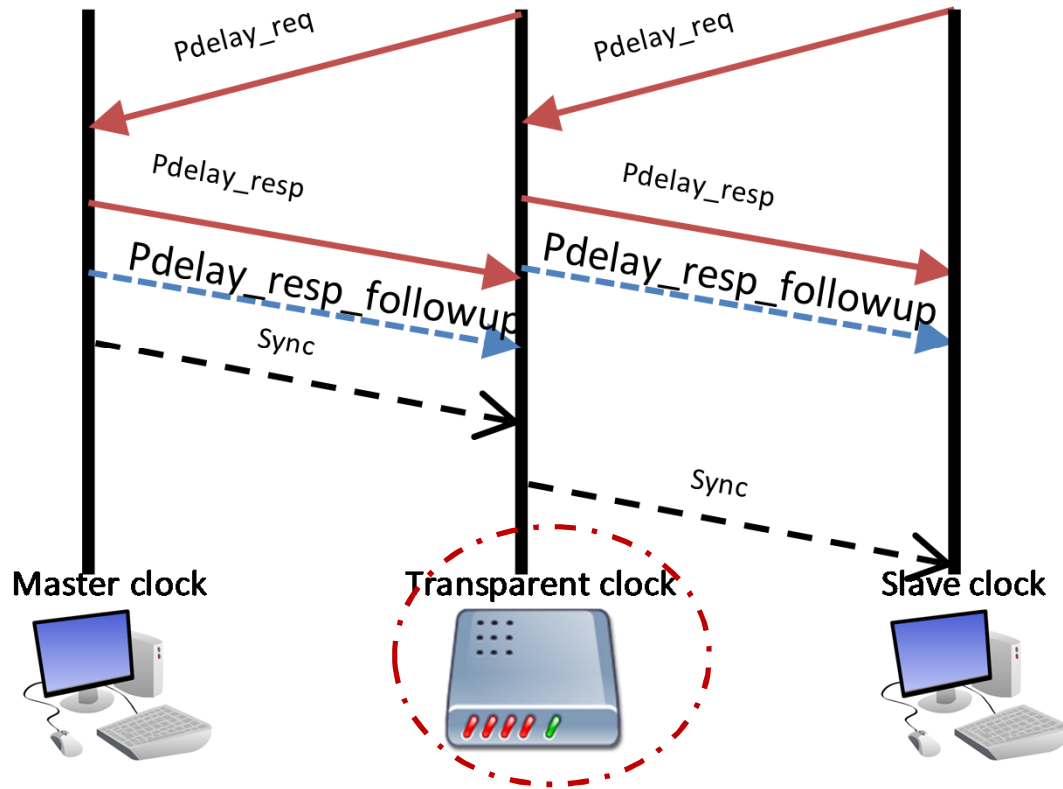 Pdelay_req
Pdelay_req
Pdelay_resp
Pdelay_resp
Pdelay_resp_followup
Pdelay_resp_followup
Sync
Sync
Master clock
Transparent clock
Slave clock